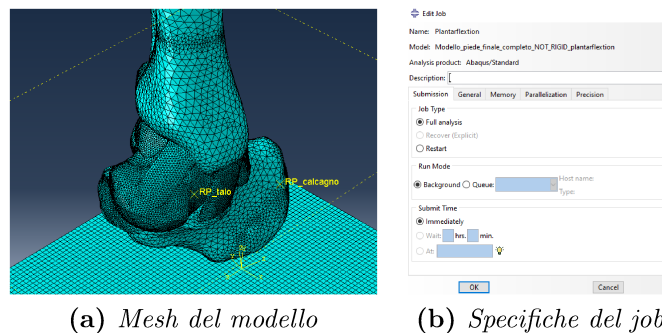 RP_talo
RP_calcagno
Edit Job
Name: Plantarflextion
Model: Modello_piede_finale_completo_NOT_RIGID_plantarflextion
Analysis product: Abaqus/Standard
Description:
Submission General Memory Parallelization Precision
Job Type
Full analysis
Recover (Explicit)
Restart
Run Mode
Background Queue: Host name:
Type:
Submit Time
Immediately
Wait: hrs. min.
At:
OK Cancel
(a) Mesh del modello
(b) Specifiche del job